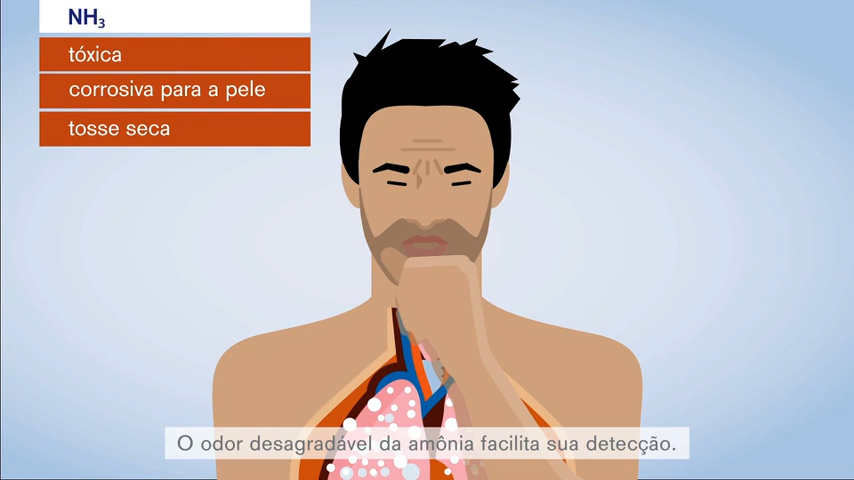 NH₃
tóxica
corrosiva para a pele
tosse seca
O odor desagradável da amônia facilita sua detecção.